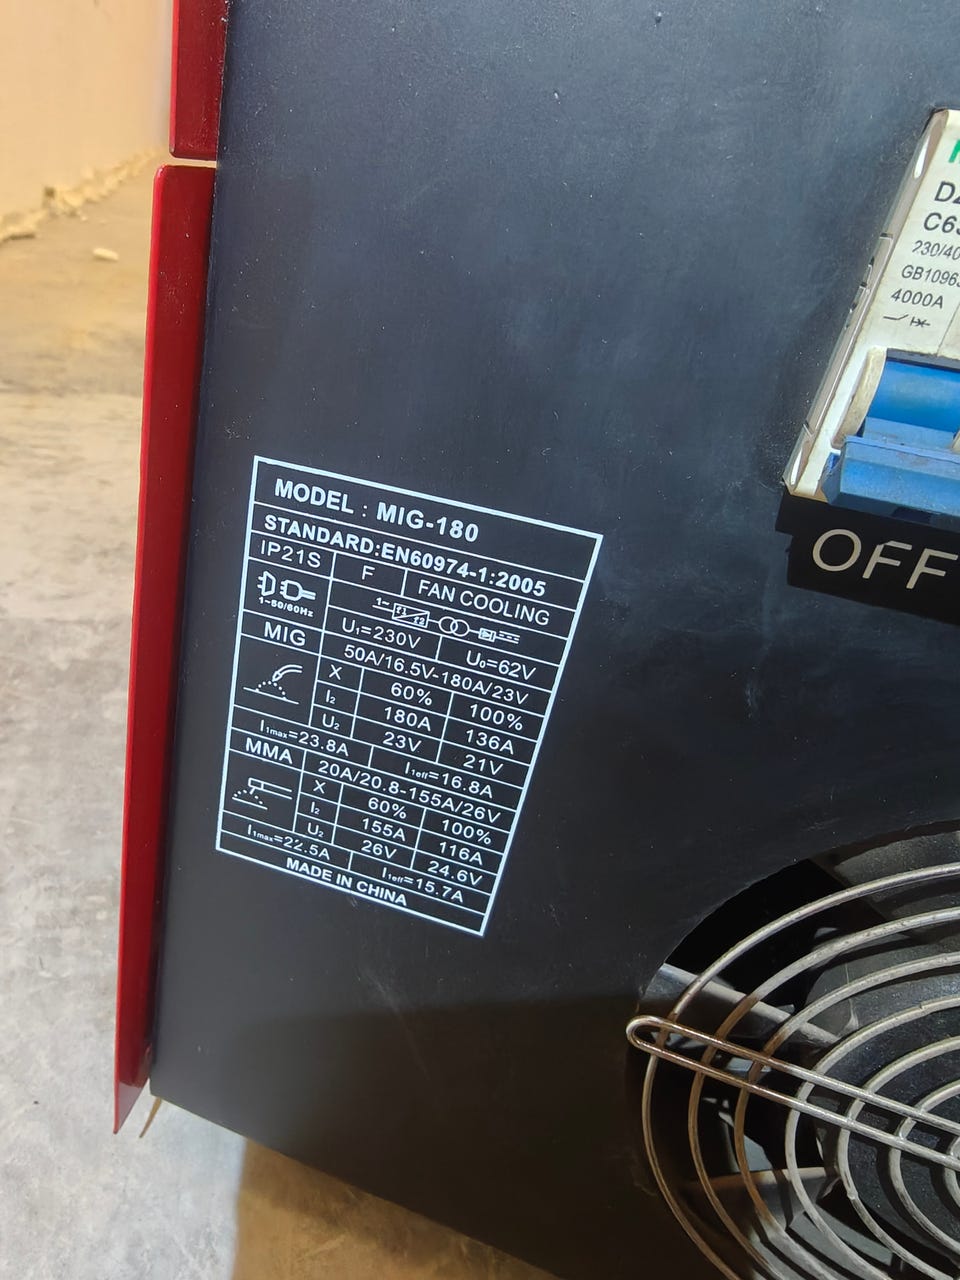 MODEL : MIG-180
STANDARD:EN60974-1:2005
IP21S F FAN COOLING
1~50/60Hz
1~ f1 f2
U1=230V U0=62V
MIG 50A/16.5V-180A/23V
X 60% 100%
I2 180A 136A
U2 23V 21V
I1max=23.8A I1eff=16.8A
MMA 20A/20.8-155A/26V
X 60% 100%
I2 155A 116A
U2 26V 24.6V
I1max=22.5A I1eff=15.7A
MADE IN CHINA
4000A
OFF